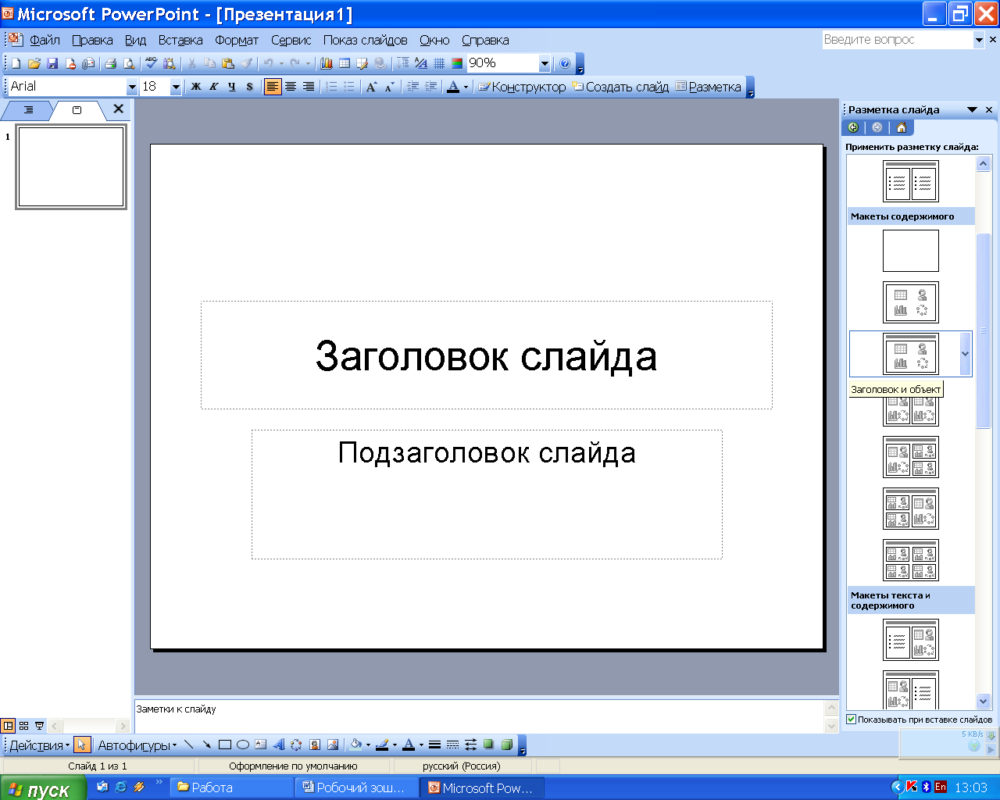 Microsoft PowerPoint - [Презентация1]
Файл Правка Вид Вставка Формат Сервис Показ слайдов Окно Справка Введите вопрос
90%
Arial 18 Ж К Ч S Конструктор Создать слайд Разметка
Разметка слайда
1
Применить разметку слайда:
Макеты содержимого
Заголовок слайда
Заголовок и объект
Подзаголовок слайда
Макеты текста и
содержимого
Заметки к слайду
Показывать при вставке слайдов
Действия Автофигуры
5 KB/s
Слайд 1 из 1 Оформление по умолчанию русский (Россия)
пуск Работа Робочий зош... Microsoft Pow... En 13:03